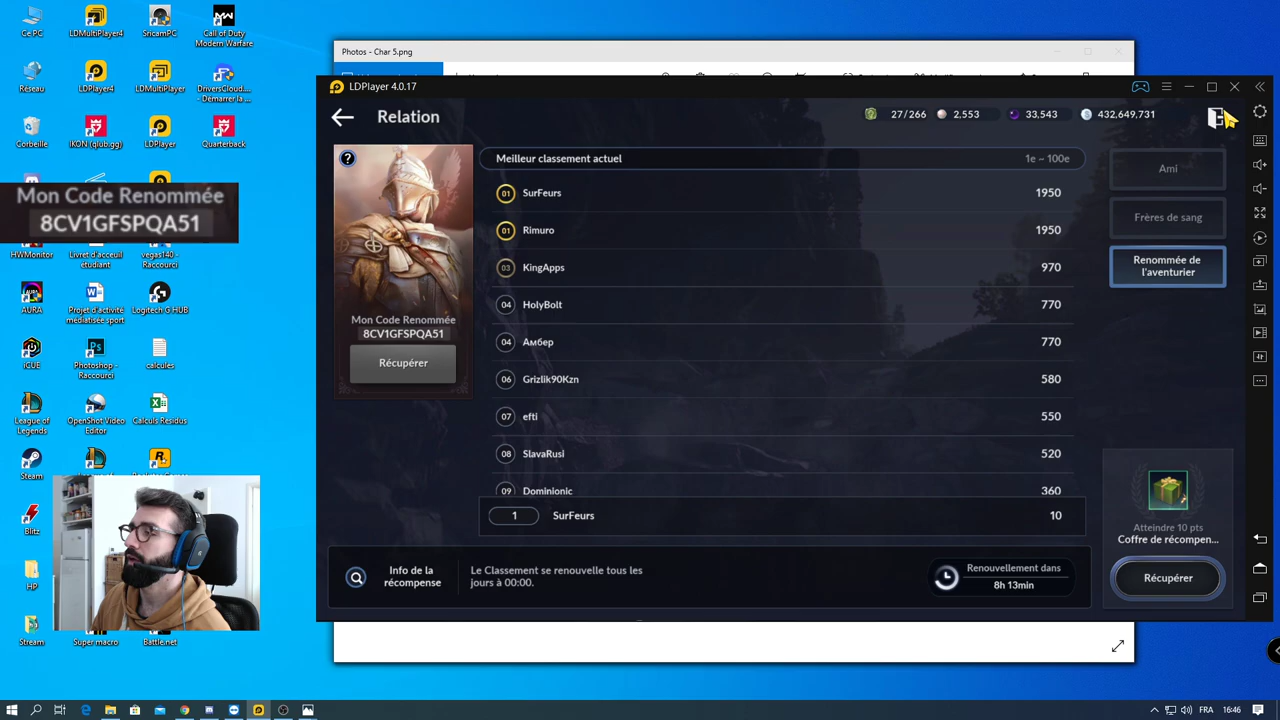 Ce PC
LDMultiPlayer4
SricamPC
Call of Duty
Modern Warfare
Réseau
LDPlayer4
LDMultiPlayer
DriversCloud....
- Démarrer la ...
Corbeille
IKON (qlub.gg)
LDPlayer
Quarterback
Mon Code Renommée
8CV1GFSPQA51
HWMonitor
Livret d'acceuil
etudiant
vegas140 -
Raccourci
AURA
Projet d'activité
médiatisée sport
Logitech G HUB
iCUE
Photoshop -
Raccourci
calcules
League of
Legends
OpenShot Video
Editor
Calculs Residus
Steam
Blitz
HP
Stream
Super macro
Battle.net
Photos - Char 5.png
LDPlayer 4.0.17
Relation
27/266
2,553
33,543
432,649,731
Mon Code Renommée
8CV1GFSPQA51
Récupérer
Meilleur classement actuel
1e ~ 100e
01 SurFeurs 1950
01 Rimuro 1950
03 KingApps 970
04 HolyBolt 770
04 Амбер 770
06 Grizlik90Kzn 580
07 efti 550
08 SlavaRusi 520
09 Dominionic 360
1 SurFeurs 10
Ami
Frères de sang
Renommée de
l'aventurier
Atteindre 10 pts
Coffre de récompen...
Récupérer
Info de la
récompense
Le Classement se renouvelle tous les
jours à 00:00.
Renouvellement dans
8h 13min
FRA
16:46